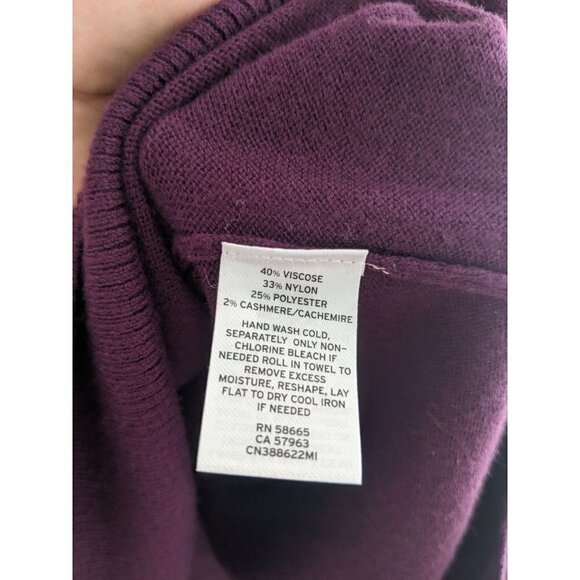 40% VISCOSE
33% NYLON
25% POLYESTER
2% CASHMERE/CACHEMIRE
HAND WASH COLD,
SEPARATELY ONLY NON-
CHLORINE BLEACH IF
NEEDED ROLL IN TOWEL TO
REMOVE EXCESS
MOISTURE, RESHAPE, LAY
FLAT TO DRY COOL IRON
IF NEEDED
RN 58665
CA 57963
CN388622MI